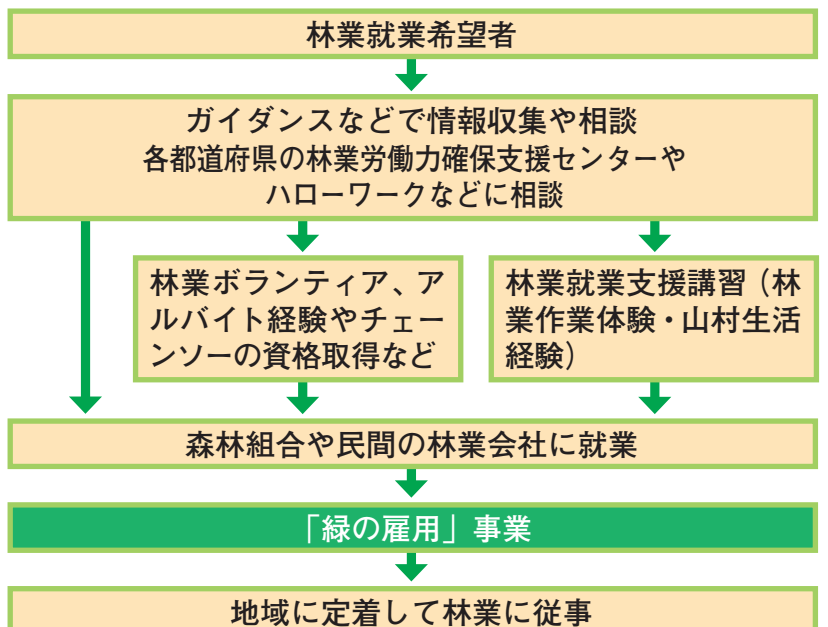 林業就業希望者
ガイダンスなどで情報収集や相談
各都道府県の林業労働力確保支援センターや
ハローワークなどに相談
林業ボランティア、ア
ルバイト経験やチェー
ンソーの資格取得など
林業就業支援講習（林
業作業体験・山村生活
経験）
森林組合や民間の林業会社に就業
「緑の雇用」事業
地域に定着して林業に従事